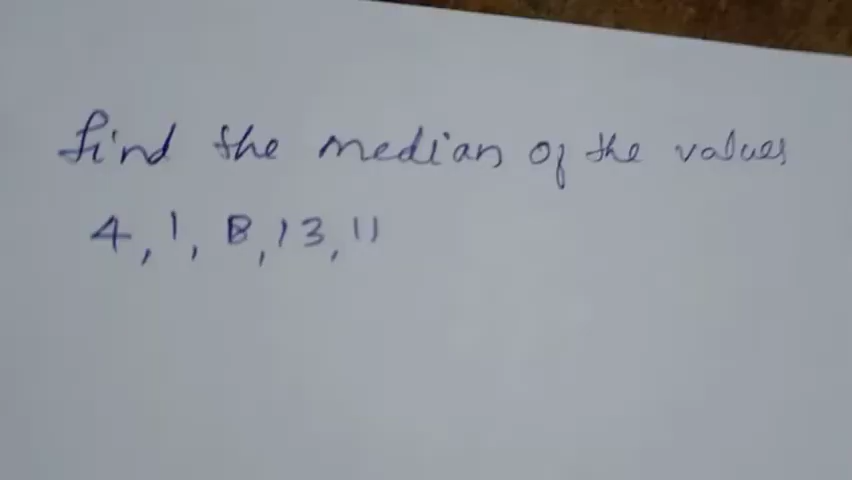 find the median of the values
4, 1, 8, 13, 11